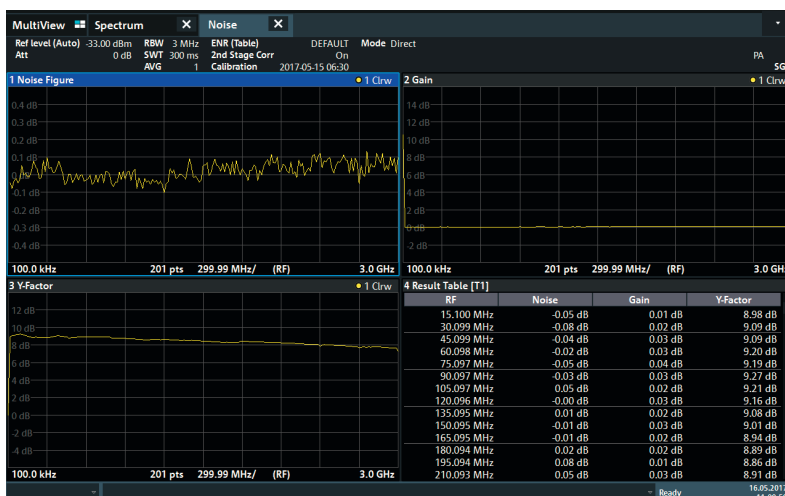 MultiView Spectrum X Noise X
Ref level (Auto) -33.00 dBm RBW 3 MHz ENR (Table) DEFAULT Mode Direct
Att 0 dB SWT 300 ms 2nd Stage Corr On PA
AVG 1 Calibration 2017-05-15 06:30 SG
1 Noise Figure 1 Clrw
0.4 dB
0.3 dB
0.2 dB
0.1 dB
-0.1 dB
-0.2 dB
-0.3 dB
-0.4 dB
100.0 kHz 201 pts 299.99 MHz/ (RF) 3.0 GHz
2 Gain 1 Clrw
14 dB
12 dB
10 dB
8 dB
6 dB
4 dB
2 dB
0 dB
-2 dB
100.0 kHz 201 pts 299.99 MHz/ (RF) 3.0 GH
3 Y-Factor 1 Clrw
12 dB
10 dB
8 dB
6 dB
4 dB
2 dB
0 dB
-2 dB
-4 dB
100.0 kHz 201 pts 299.99 MHz/ (RF) 3.0 GHz
4 Result Table [T1]
RF Noise Gain Y-Factor
15.100 MHz -0.05 dB 0.01 dB 8.98 dB
30.099 MHz -0.08 dB 0.02 dB 9.09 dB
45.099 MHz -0.04 dB 0.03 dB 9.09 dB
60.098 MHz -0.02 dB 0.03 dB 9.20 dB
75.097 MHz -0.05 dB 0.04 dB 9.19 dB
90.097 MHz -0.03 dB 0.03 dB 9.27 dB
105.097 MHz 0.05 dB 0.02 dB 9.21 dB
120.096 MHz -0.00 dB 0.03 dB 9.16 dB
135.095 MHz 0.01 dB 0.02 dB 9.08 dB
150.095 MHz -0.01 dB 0.03 dB 9.01 dB
165.095 MHz -0.01 dB 0.02 dB 8.94 dB
180.094 MHz 0.02 dB 0.02 dB 8.89 dB
195.094 MHz 0.08 dB 0.01 dB 8.86 dB
210.093 MHz 0.05 dB 0.03 dB 8.91 dB
Ready 16.05.2017